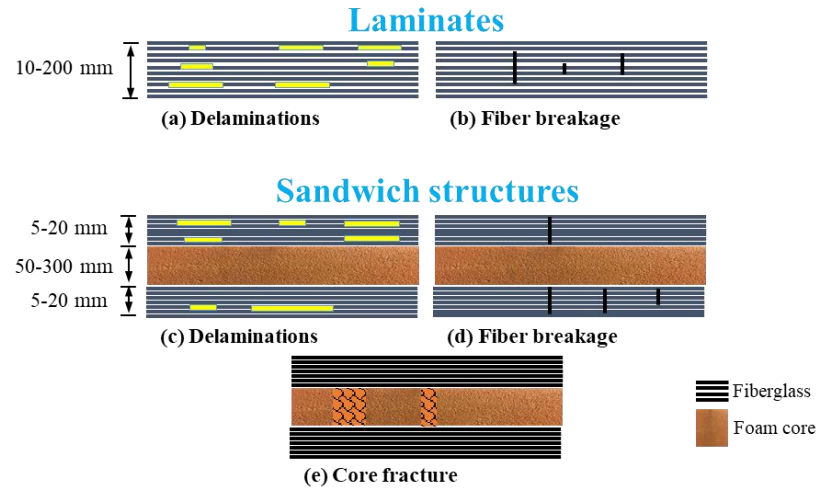 Laminates
10-200 mm
(a) Delaminations
(b) Fiber breakage
Sandwich structures
5-20 mm
50-300 mm
5-20 mm
(c) Delaminations
(d) Fiber breakage
(e) Core fracture
Fiberglass
Foam core